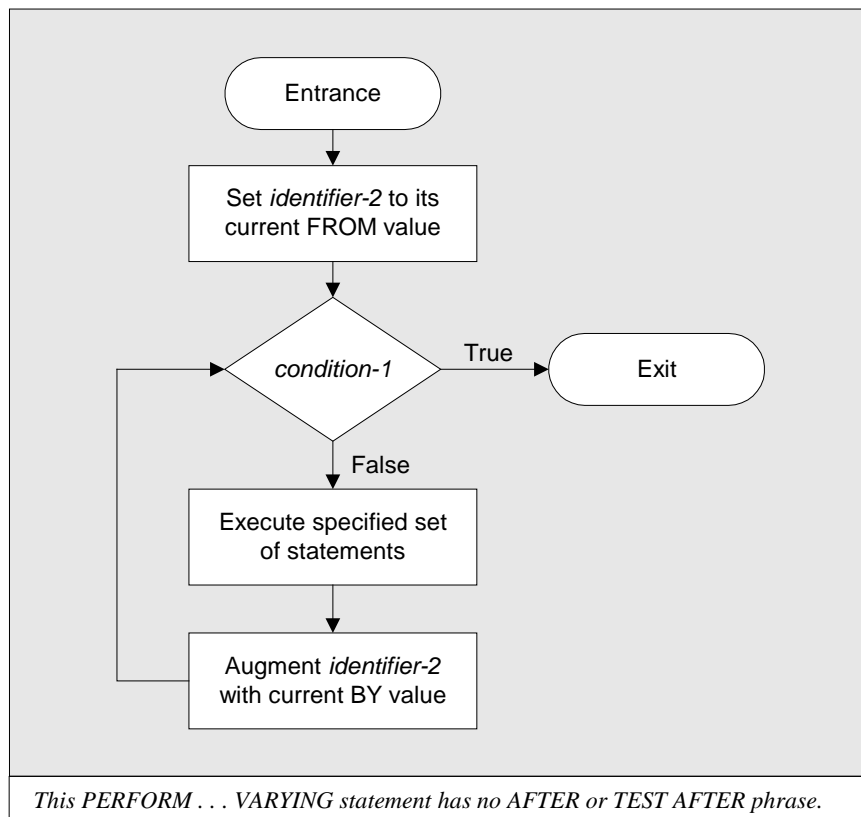 Entrance
Set identifier-2 to its
current FROM value
condition-1
True
Exit
False
Execute specified set
of statements
Augment identifier-2
with current BY value
This PERFORM . . . VARYING statement has no AFTER or TEST AFTER phrase.